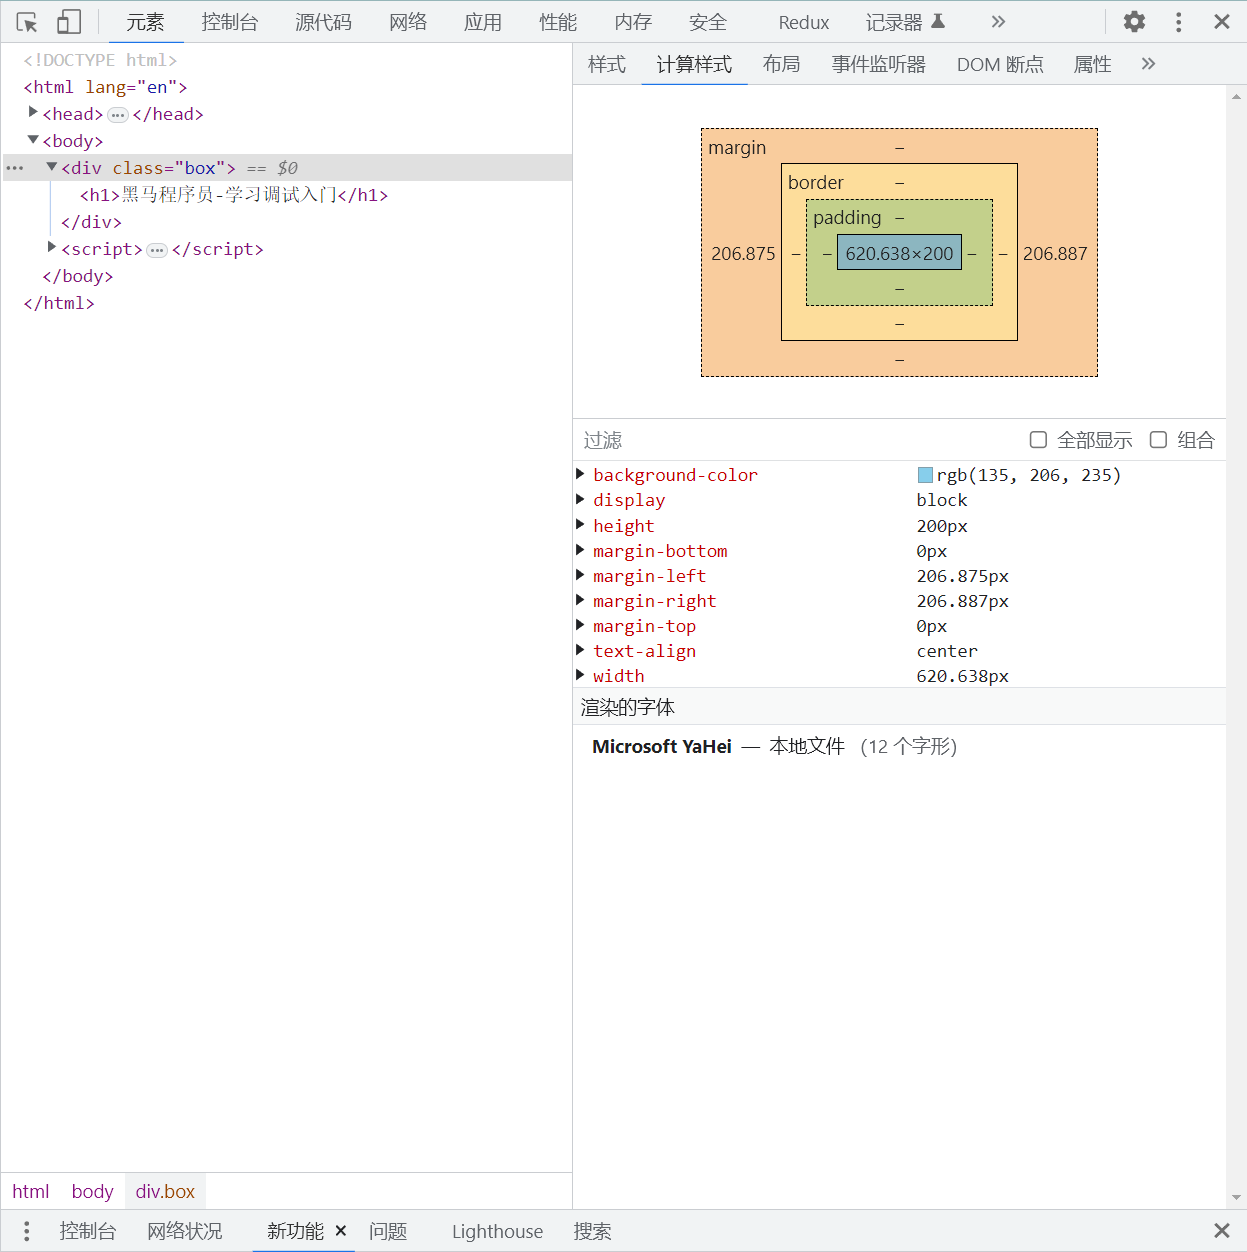 元素 控制台 源代码 网络 应用 性能 内存 安全 Redux 记录器
样式 计算样式 布局 事件监听器 DOM 断点 属性
<!DOCTYPE html>
<html lang="en">
<head> ••• </head>
<body>
••• <div class="box"> == $0
<h1>黑马程序员-学习调试入门</h1>
</div>
<script> ••• </script>
</body>
</html>
margin –
border –
padding –
206.875 – – 620.638×200 – – 206.887
–
–
–
过滤 全部显示 组合
background-color rgb(135, 206, 235)
display block
height 200px
margin-bottom 0px
margin-left 206.875px
margin-right 206.887px
margin-top 0px
text-align center
width 620.638px
渲染的字体
Microsoft YaHei — 本地文件 (12 个字形)
html body div.box
控制台 网络状况 新功能 × 问题 Lighthouse 搜索